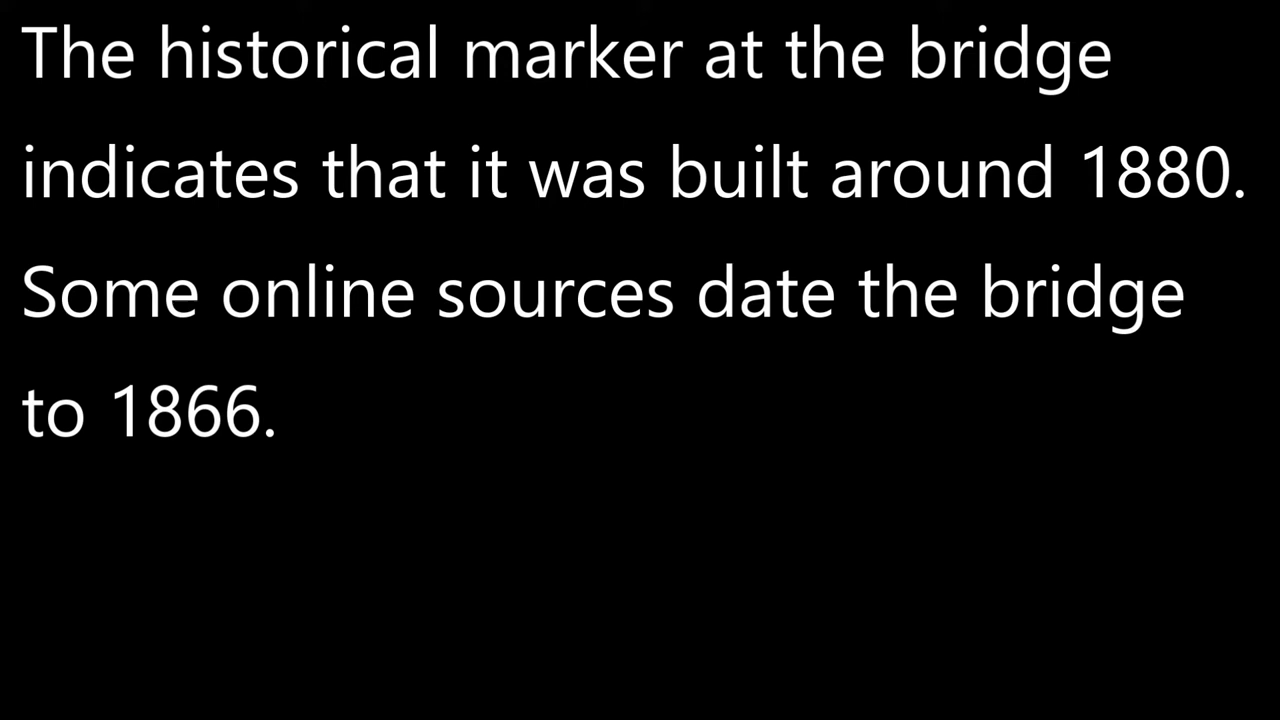 The historical marker at the bridge
indicates that it was built around 1880.
Some online sources date the bridge
to 1866.